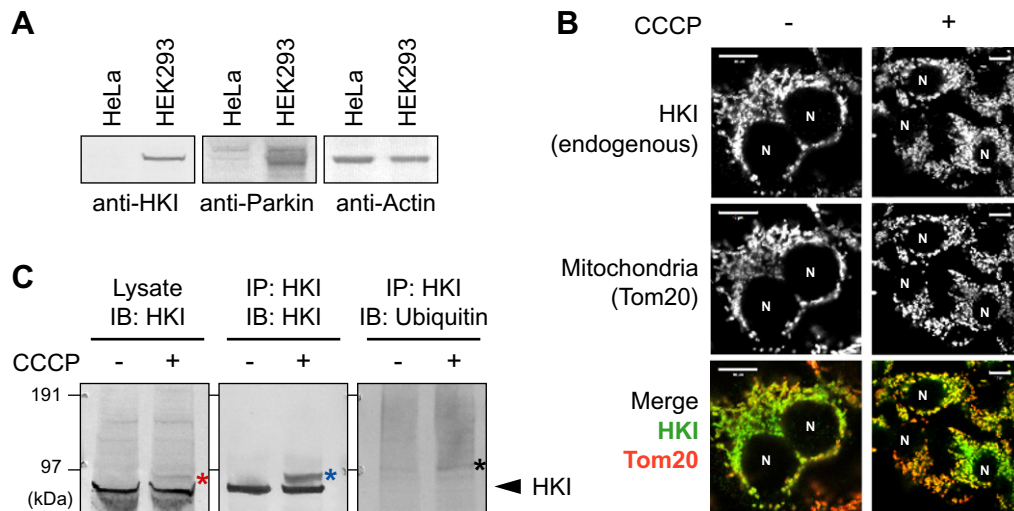 A
HeLa
HEK293
HeLa
HEK293
HeLa
HEK293
anti-HKI
anti-Parkin
anti-Actin
B
CCCP
-
+
HKI
(endogenous)
N
N
N
N
N
Mitochondria
(Tom20)
N
N
N
N
N
Merge
HKI
Tom20
N
N
N
N
N
C
Lysate
IB: HKI
IP: HKI
IB: HKI
IP: HKI
IB: Ubiquitin
CCCP
-
+
-
+
-
+
191
97
(kDa)
*
*
*
HKI